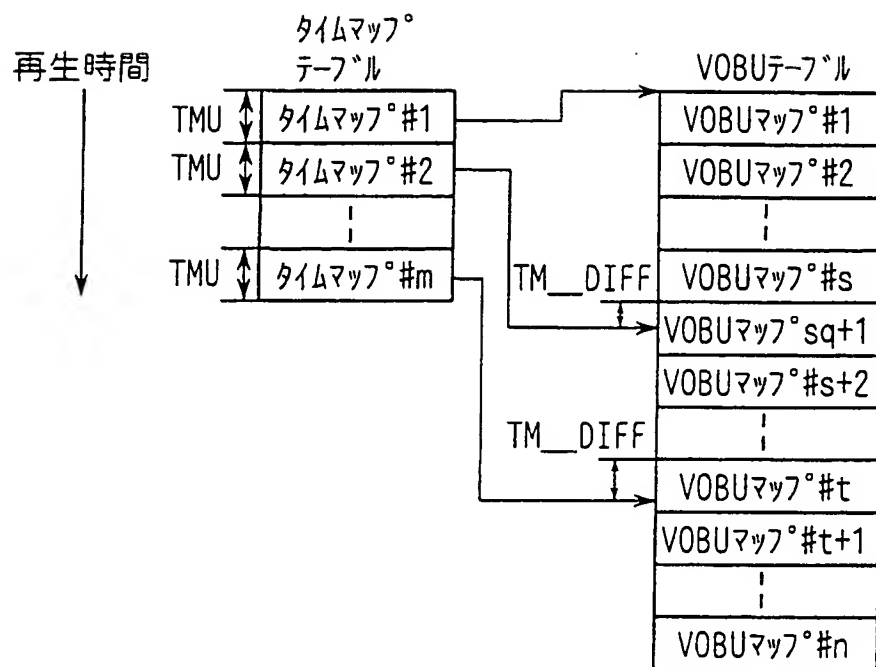 再生時間
タイムマップ
テーブル
TMU
タイムマップ#1
TMU
タイムマップ#2
TMU
タイムマップ#m
VOBUテーブル
VOBUマップ#1
VOBUマップ#2
TM__DIFF
VOBUマップ#s
VOBUマップsq+1
VOBUマップ#s+2
TM__DIFF
VOBUマップ#t
VOBUマップ#t+1
VOBUマップ#n